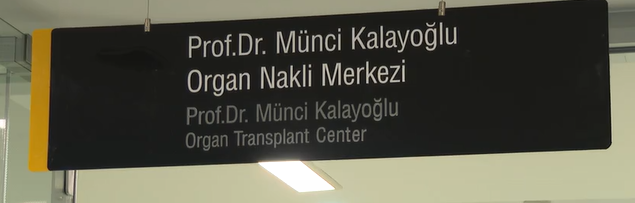 Prof.Dr. Münci Kalayoğlu
Organ Nakli Merkezi
Prof.Dr. Münci Kalayoğlu
Organ Transplant Center